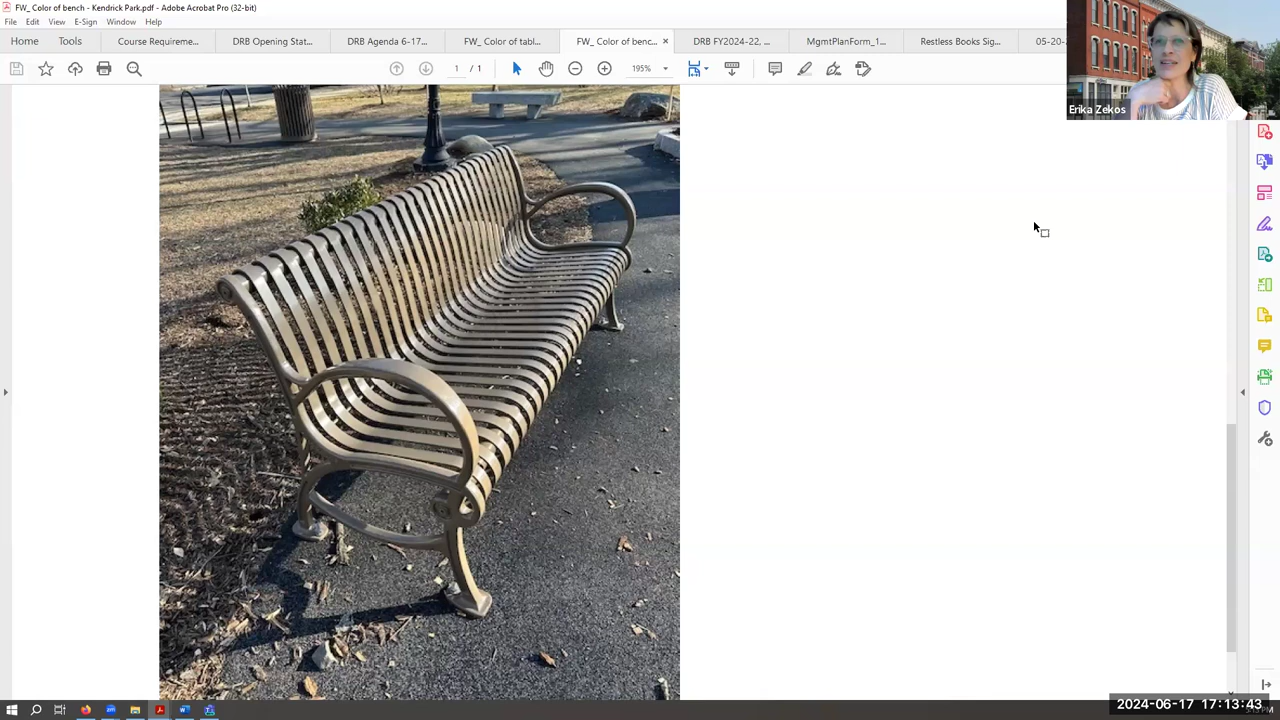 FW_ Color of bench - Kendrick Park.pdf - Adobe Acrobat Pro (32-bit)
File Edit View E-Sign Window Help
Home Tools Course Requireme... DRB Opening Stat... DRB Agenda 6-17... FW_ Color of tabl... FW_ Color of benc... × DRB FY2024-22, ... MgmtPlanForm_1... Restless Books Sig... 05-20-2
1 / 1 195%
Erika Zekos
2024-06-17 17:13:43